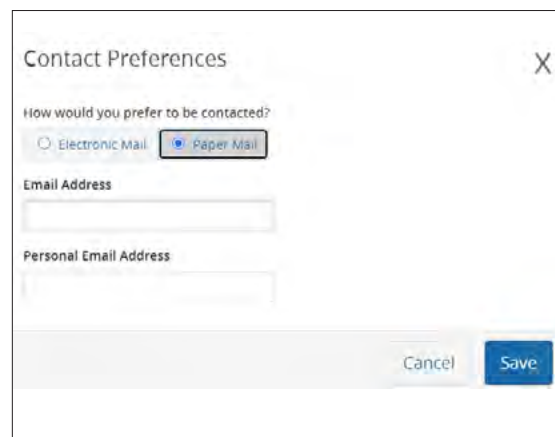 Contact Preferences
X
How would you prefer to be contacted?
Electronic Mail Paper Mail
Email Address
Personal Email Address
Cancel Save